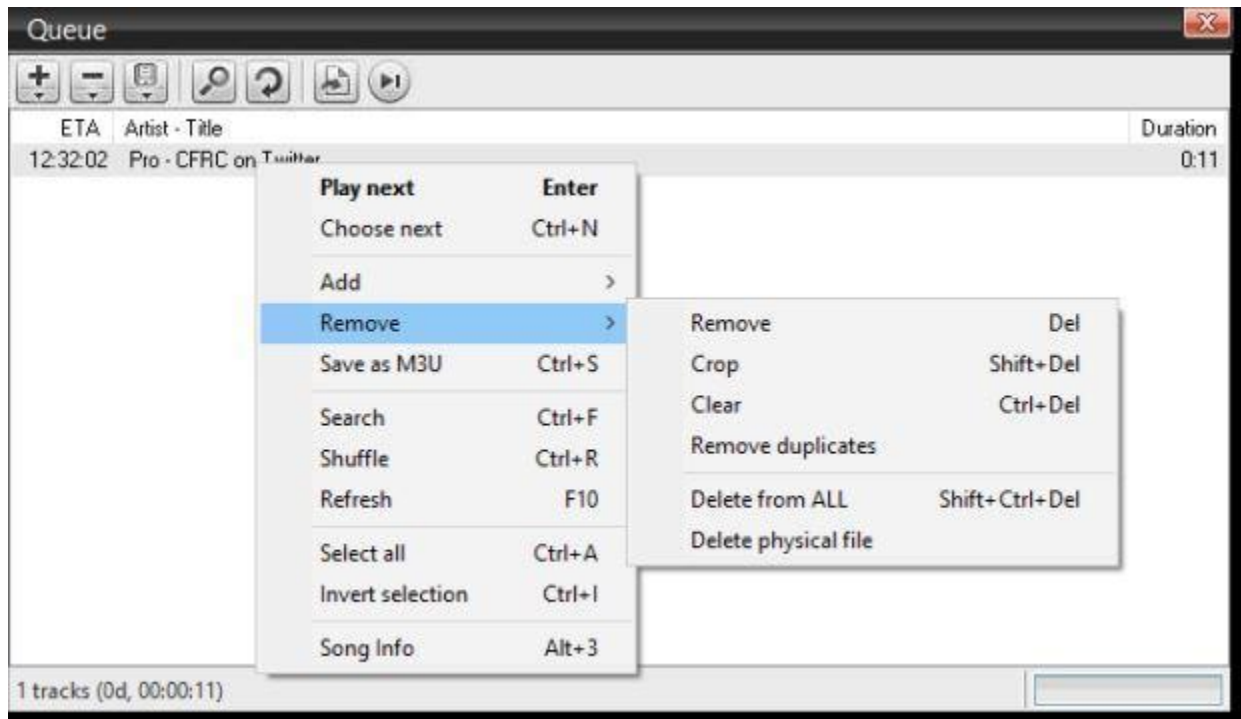 Queue
ETA Artist - Title Duration
12:32:02 Pro - CFRC on Twitter 0:11
Play next Enter
Choose next Ctrl+N
Add
Remove
Save as M3U Ctrl+S
Search Ctrl+F
Shuffle Ctrl+R
Refresh F10
Select all Ctrl+A
Invert selection Ctrl+I
Song Info Alt+3
Remove Del
Crop Shift+Del
Clear Ctrl+Del
Remove duplicates
Delete from ALL Shift+Ctrl+Del
Delete physical file
1 tracks (0d, 00:00:11)